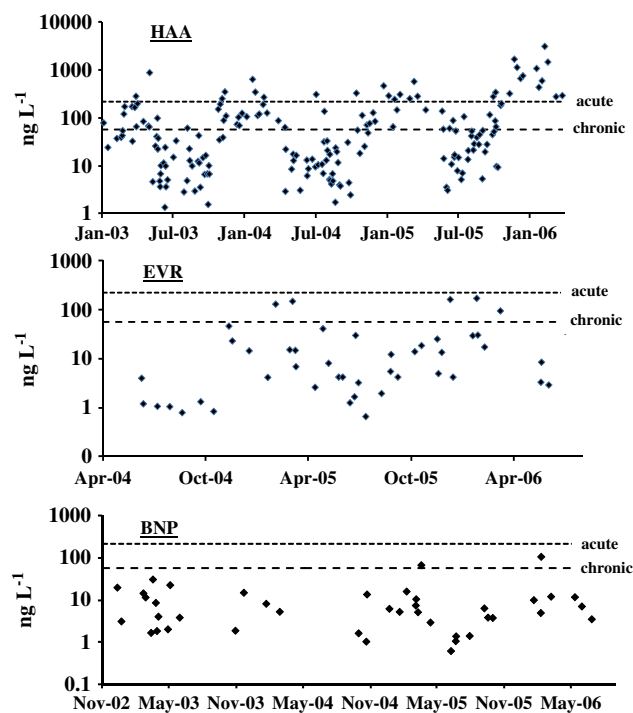 HAA
10000
1000
100
10
1
ng L-1
acute
chronic
Jan-03 Jul-03 Jan-04 Jul-04 Jan-05 Jul-05 Jan-06
EVR
1000
100
10
1
0
ng L-1
acute
chronic
Apr-04 Oct-04 Apr-05 Oct-05 Apr-06
BNP
1000
100
10
1
0.1
ng L-1
acute
chronic
Nov-02 May-03 Nov-03 May-04 Nov-04 May-05 Nov-05 May-06